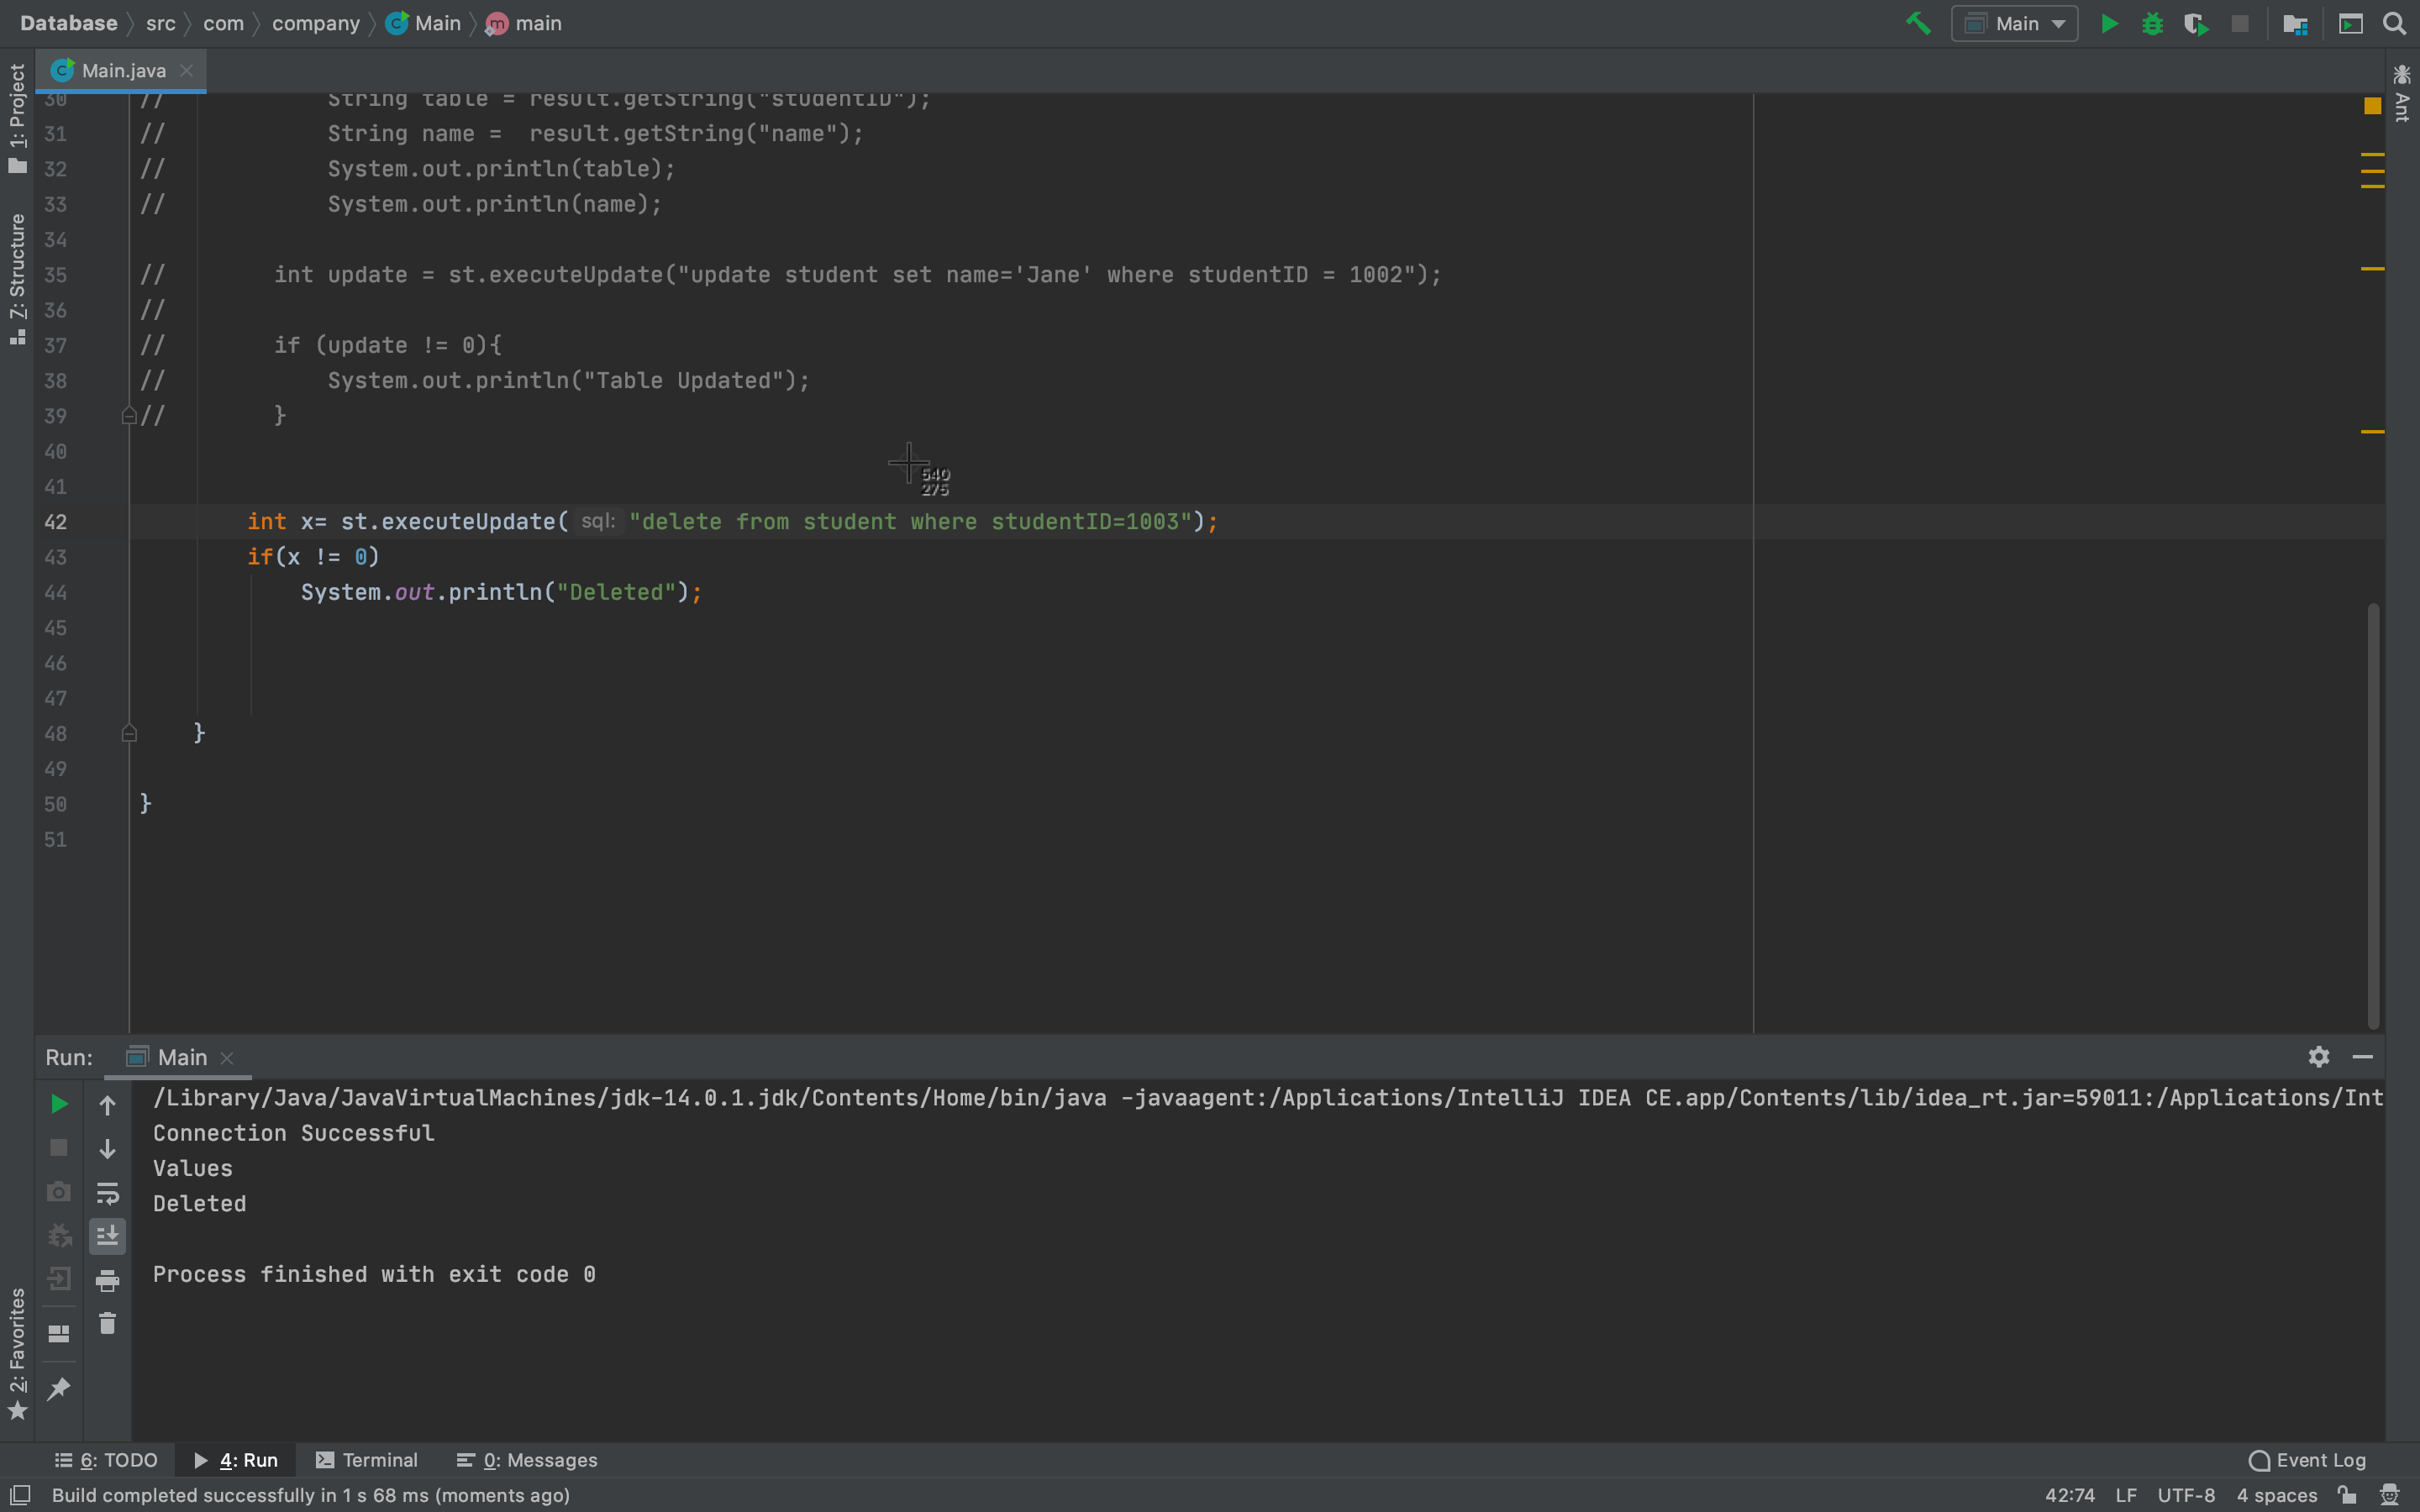 Database src com company Main main
Main
Main.java
1: Project
7: Structure
2: Favorites
Ant
30 // String table = result.getString("studentID");
31 // String name =  result.getString("name");
32 // System.out.println(table);
33 // System.out.println(name);
34
35 // int update = st.executeUpdate("update student set name='Jane' where studentID = 1002");
36 //
37 // if (update != 0){
38 // System.out.println("Table Updated");
39 // }
40
540
275
41
42 int x= st.executeUpdate( sql: "delete from student where studentID=1003");
43 if(x != 0)
44 System.out.println("Deleted");
45
46
47
48 }
49
50 }
51
Run: Main
/Library/Java/JavaVirtualMachines/jdk-14.0.1.jdk/Contents/Home/bin/java -javaagent:/Applications/IntelliJ IDEA CE.app/Contents/lib/idea_rt.jar=59011:/Applications/Int
Connection Successful
Values
Deleted
Process finished with exit code 0
6: TODO 4: Run Terminal 0: Messages Event Log
Build completed successfully in 1 s 68 ms (moments ago) 42:74 LF UTF-8 4 spaces